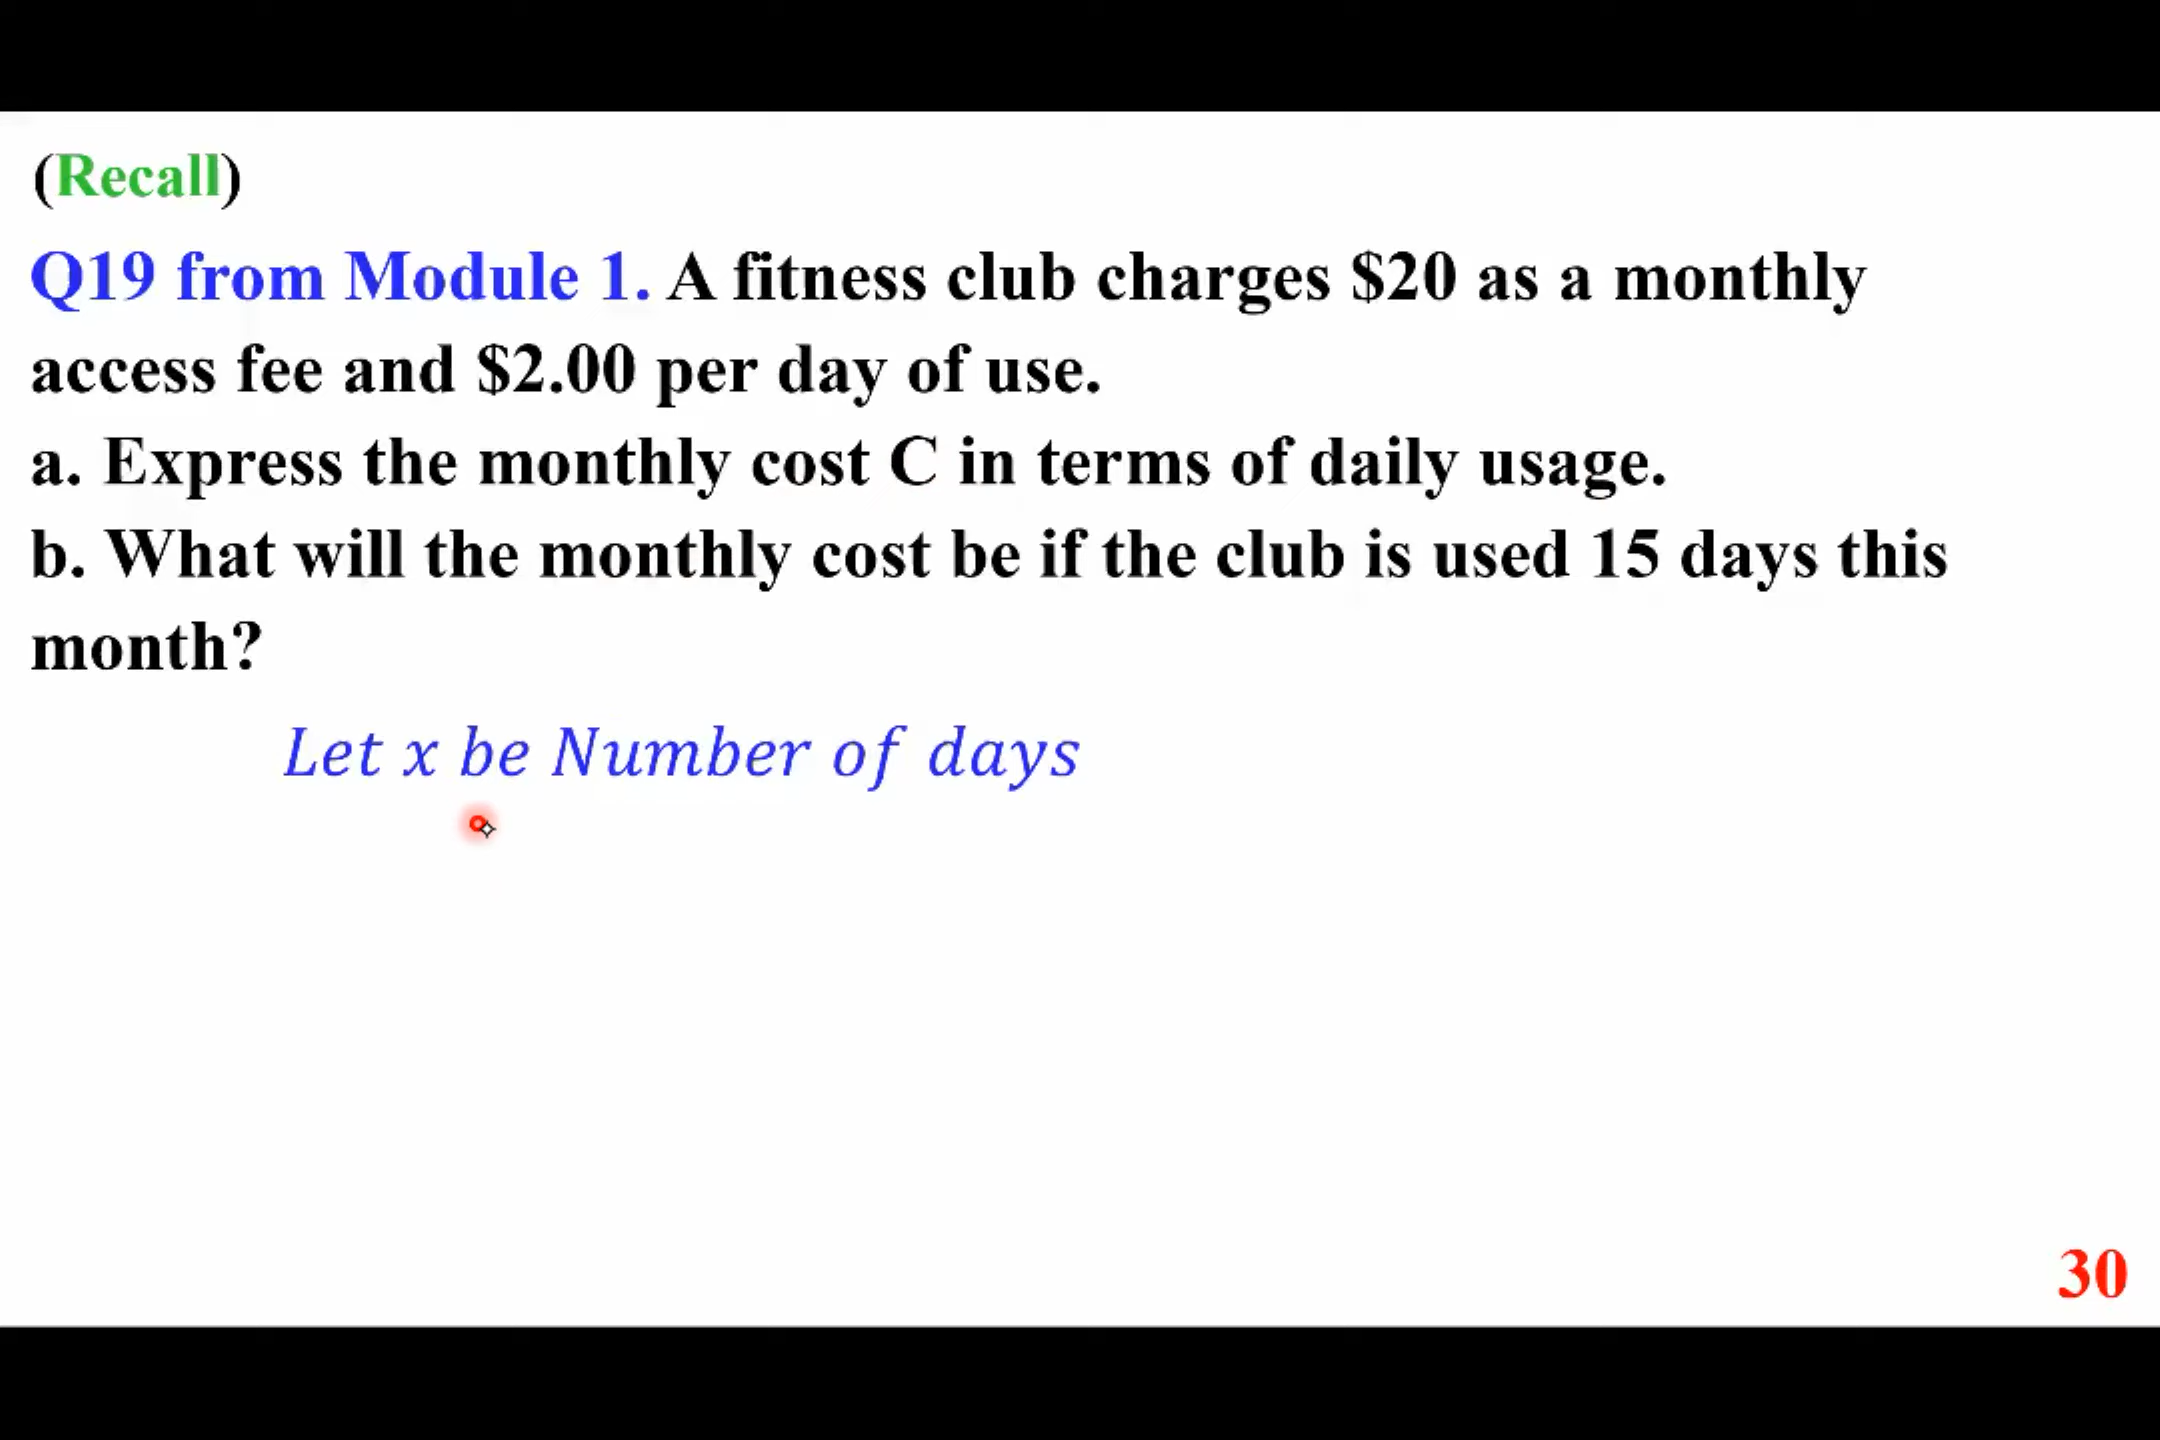 (Recall)
Q19 from Module 1. A fitness club charges $20 as a monthly
access fee and $2.00 per day of use.
a. Express the monthly cost C in terms of daily usage.
b. What will the monthly cost be if the club is used 15 days this
month?
Let x be Number of days
30